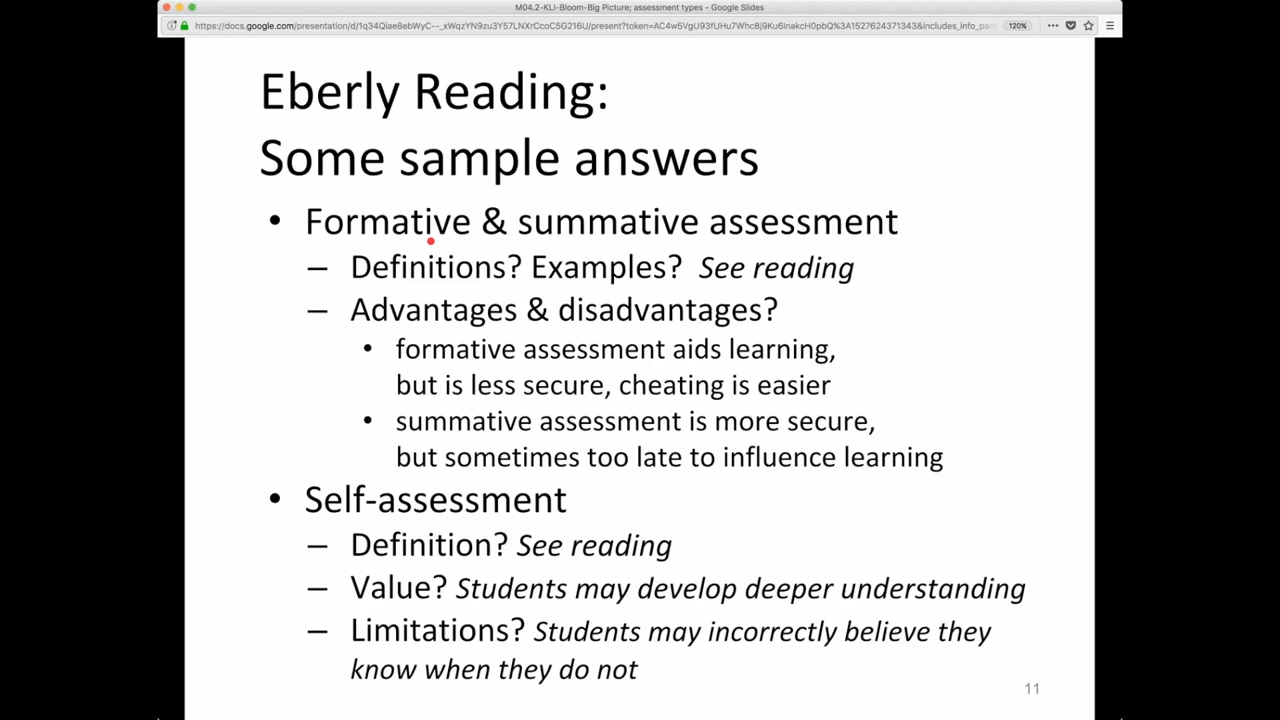 M04.2-KLI-Bloom-Big Picture; assessment types - Google Slides
https://docs.google.com/presentation/d/1q34Qiae8ebWyC--_xWqzYN9zu3Y57LNXrCcoC5G216U/present?token=AC4w5VgU93fUHu7Whc8j9Ku6InakcH0pbQ%3A1527624371343&includes_info_par 120%
Eberly Reading:
Some sample answers
• Formative & summative assessment
– Definitions? Examples? See reading
– Advantages & disadvantages?
• formative assessment aids learning,
but is less secure, cheating is easier
• summative assessment is more secure,
but sometimes too late to influence learning
• Self-assessment
– Definition? See reading
– Value? Students may develop deeper understanding
– Limitations? Students may incorrectly believe they
know when they do not
11